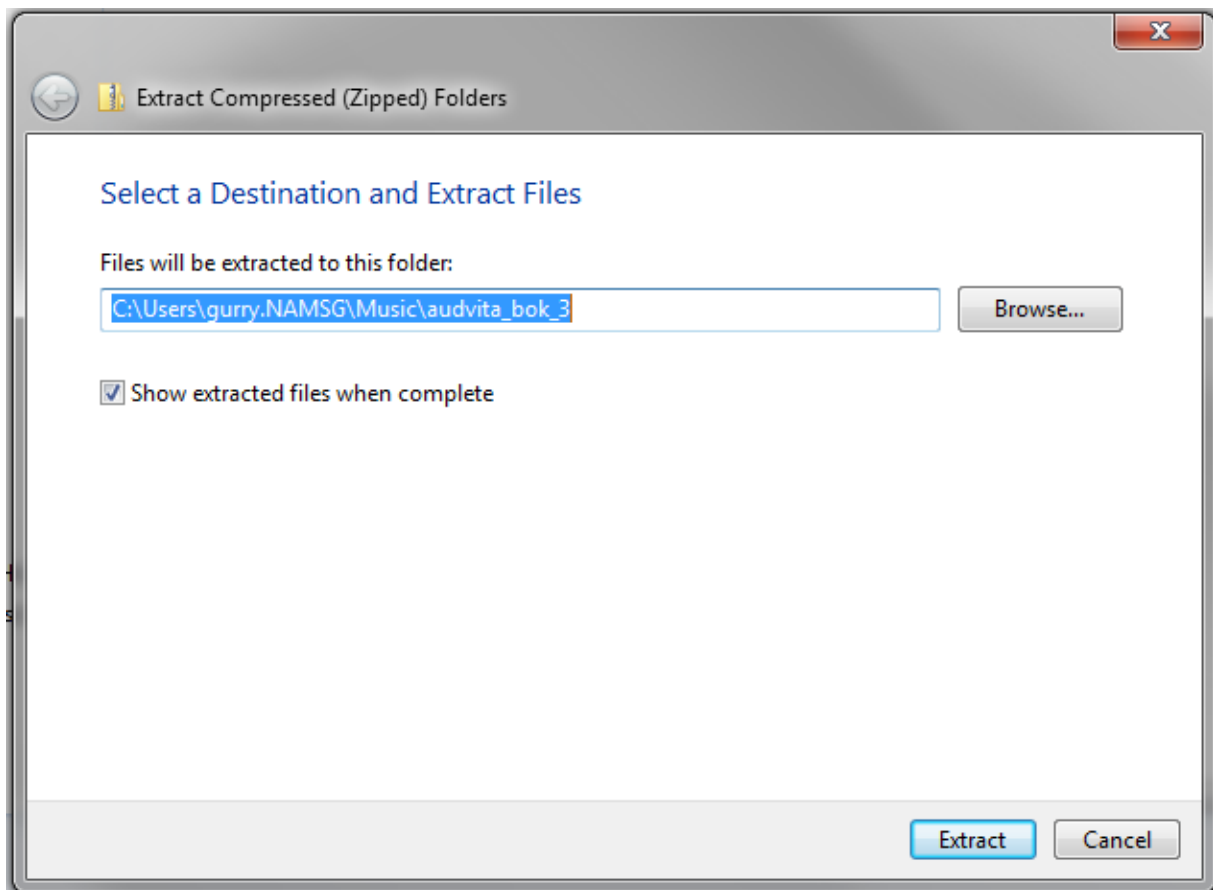 Extract Compressed (Zipped) Folders
Select a Destination and Extract Files
Files will be extracted to this folder:
C:\Users\gurry.NAMSG\Music\audvita_bok_3
Browse...
Show extracted files when complete
Extract
Cancel